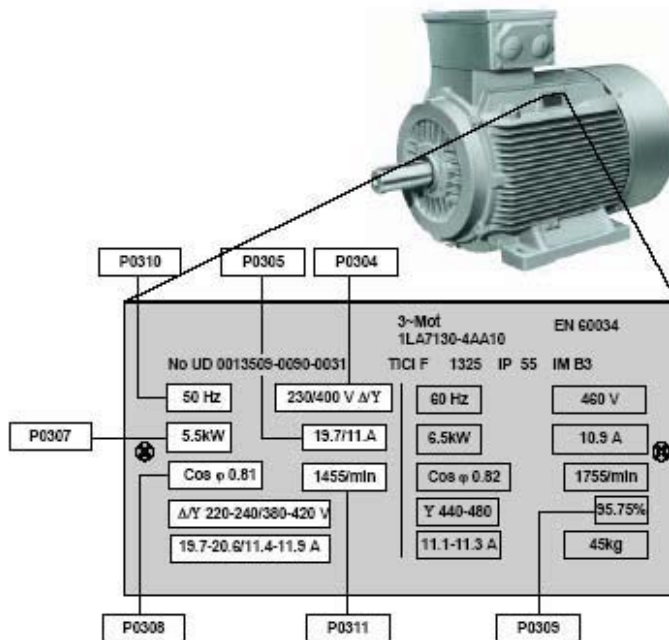 P0310 P0305 P0304
3~Mot EN 60034
1LA7130-4AA10
No UD 0013509-0090-0031 TICI F 1325 IP 55 IM B3
50 Hz 230/400 V Δ/Y 60 Hz 460 V
P0307 5.5kW 19.7/11.A 6.5kW 10.9 A
Cos φ 0.81 1455/min Cos φ 0.82 1755/min
Δ/Y 220-240/380-420 V Y 440-480 95.75%
19.7-20.6/11.4-11.9 A 11.1-11.3 A 45kg
P0308 P0311 P0309